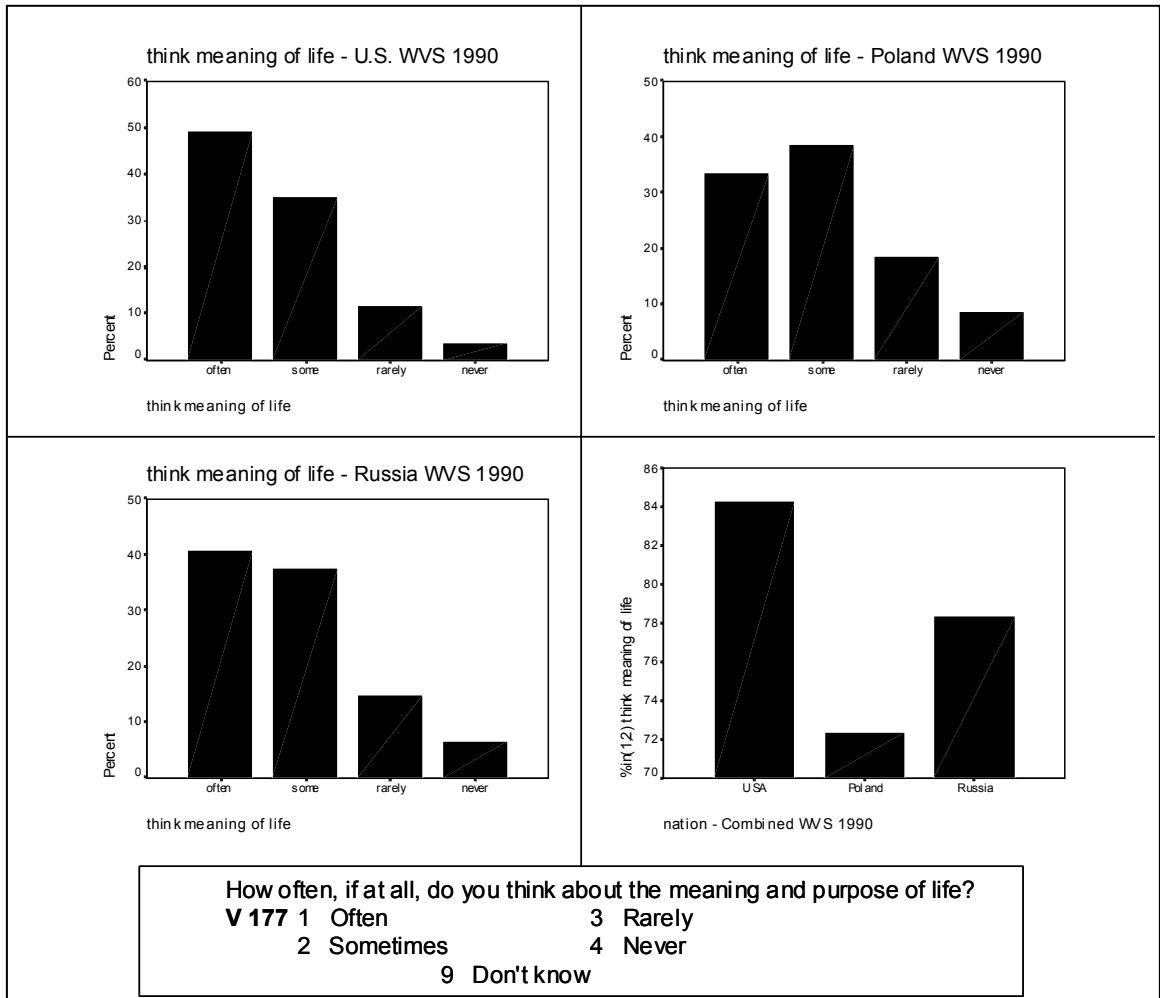 think meaning of life - U.S. WVS 1990
60
50
40
30
20
10
0
Percent
often some rarely never
think meaning of life
think meaning of life - Poland WVS 1990
50
40
30
20
10
0
Percent
often some rarely never
think meaning of life
think meaning of life - Russia WVS 1990
50
40
30
20
10
0
Percent
often some rarely never
think meaning of life
86
84
82
80
78
76
74
72
70
%in(1,2) think meaning of life
USA Poland Russia
nation - Combined WVS 1990
How often, if at all, do you think about the meaning and purpose of life?
V 177 1 Often 3 Rarely
2 Sometimes 4 Never
9 Don't know